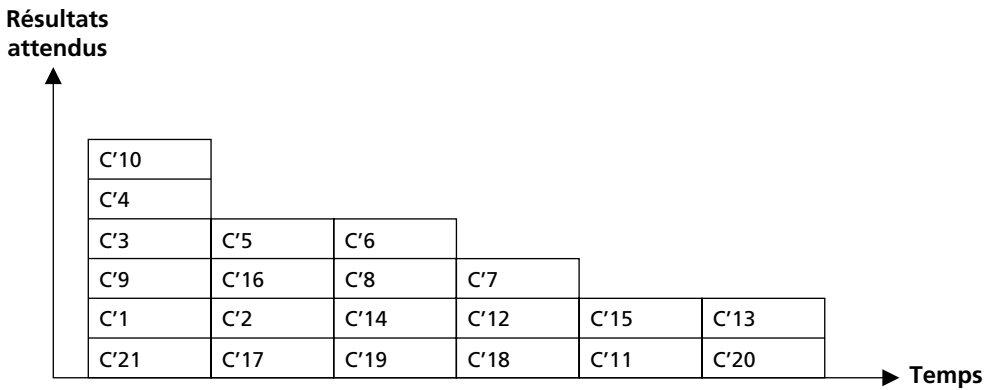 Résultats
attendus
C'10
C'4
C'3 C'5 C'6
C'9 C'16 C'8 C'7
C'1 C'2 C'14 C'12 C'15 C'13
C'21 C'17 C'19 C'18 C'11 C'20
Temps